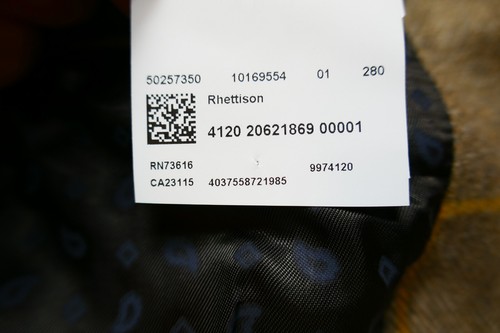 50257350 10169554 01 280
Rhettison
4120 20621869 00001
RN73616 9974120
CA23115 4037558721985